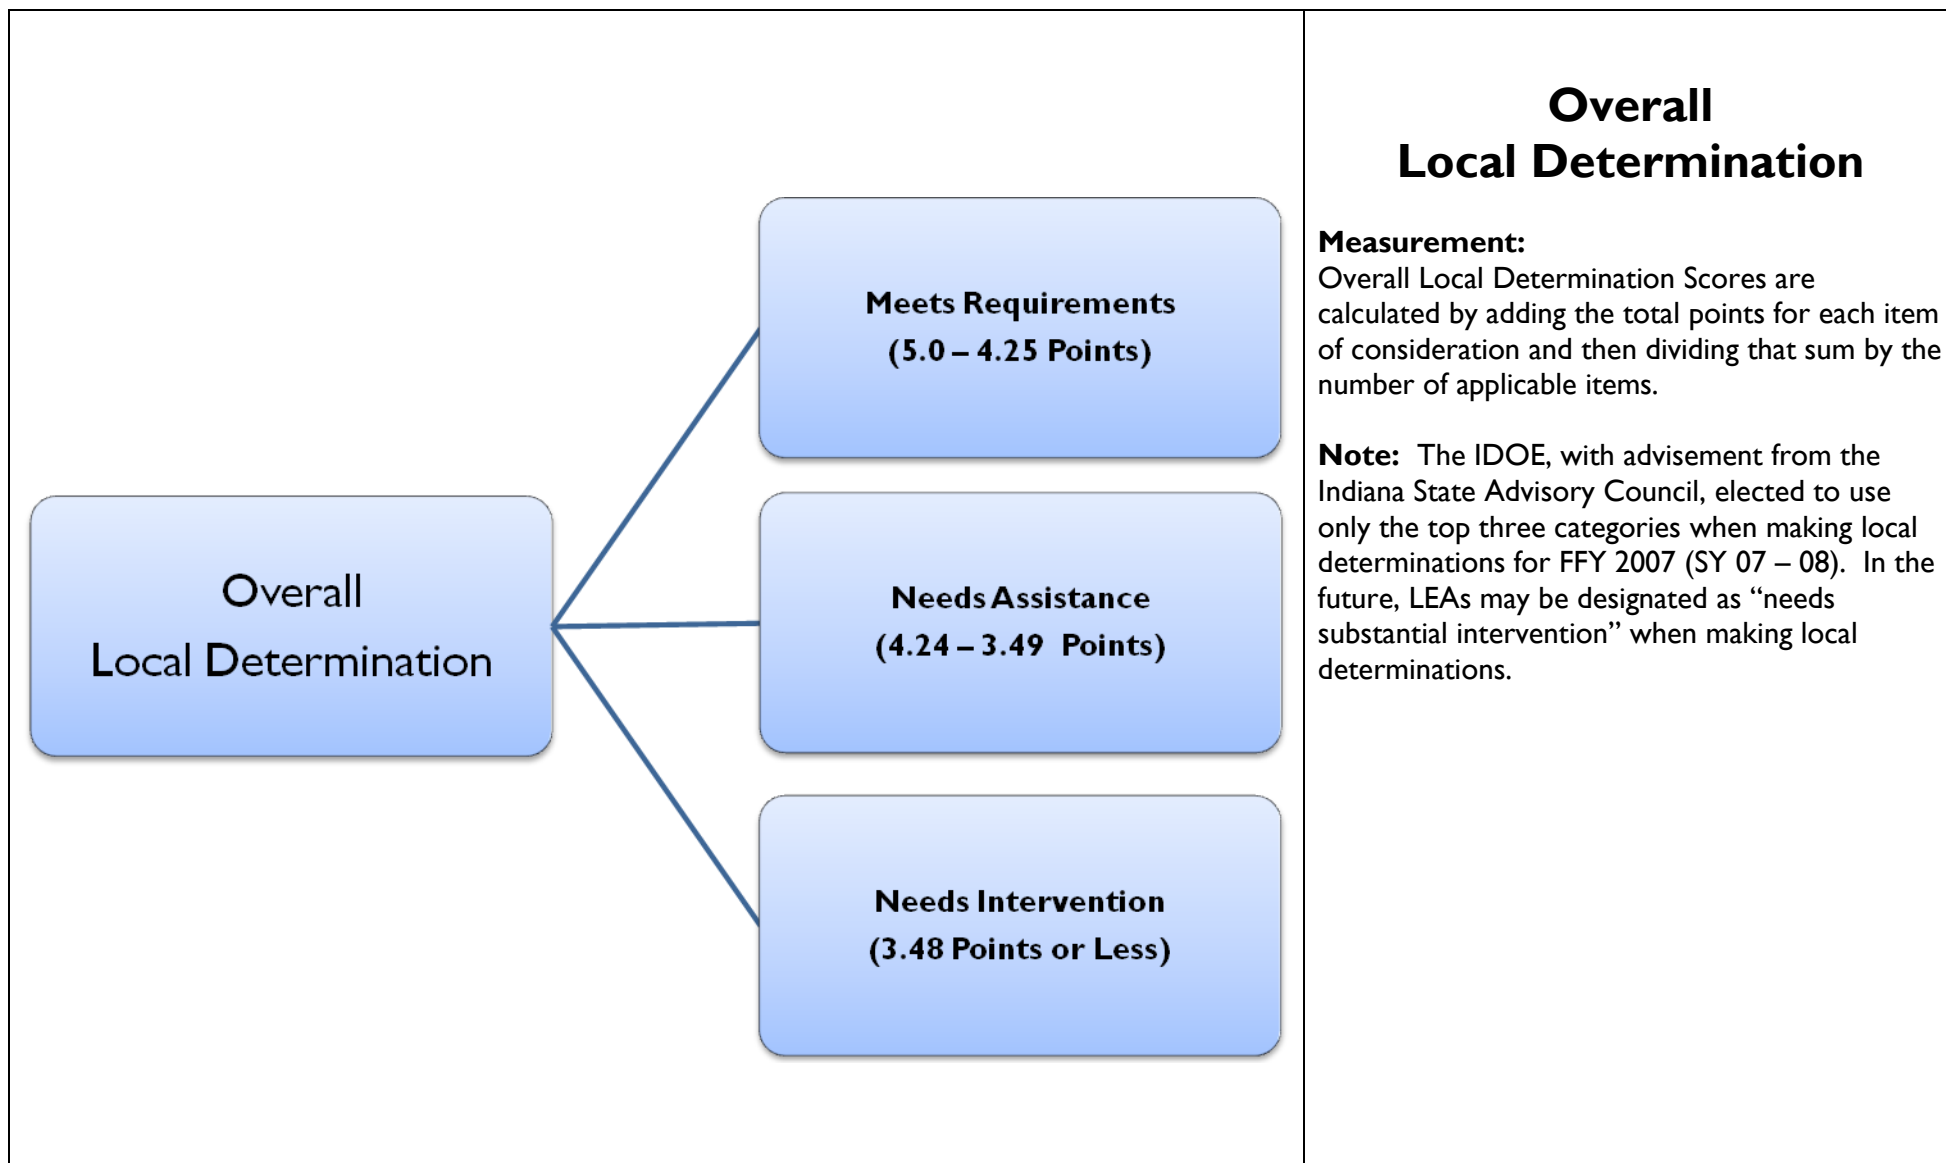 Overall
Local Determination
Meets Requirements
(5.0 – 4.25 Points)
Needs Assistance
(4.24 – 3.49  Points)
Needs Intervention
(3.48 Points or Less)
Overall
Local Determination
Measurement:
Overall Local Determination Scores are
calculated by adding the total points for each item
of consideration and then dividing that sum by the
number of applicable items.
Note:  The IDOE, with advisement from the
Indiana State Advisory Council, elected to use
only the top three categories when making local
determinations for FFY 2007 (SY 07 – 08).  In the
future, LEAs may be designated as “needs
substantial intervention” when making local
determinations.